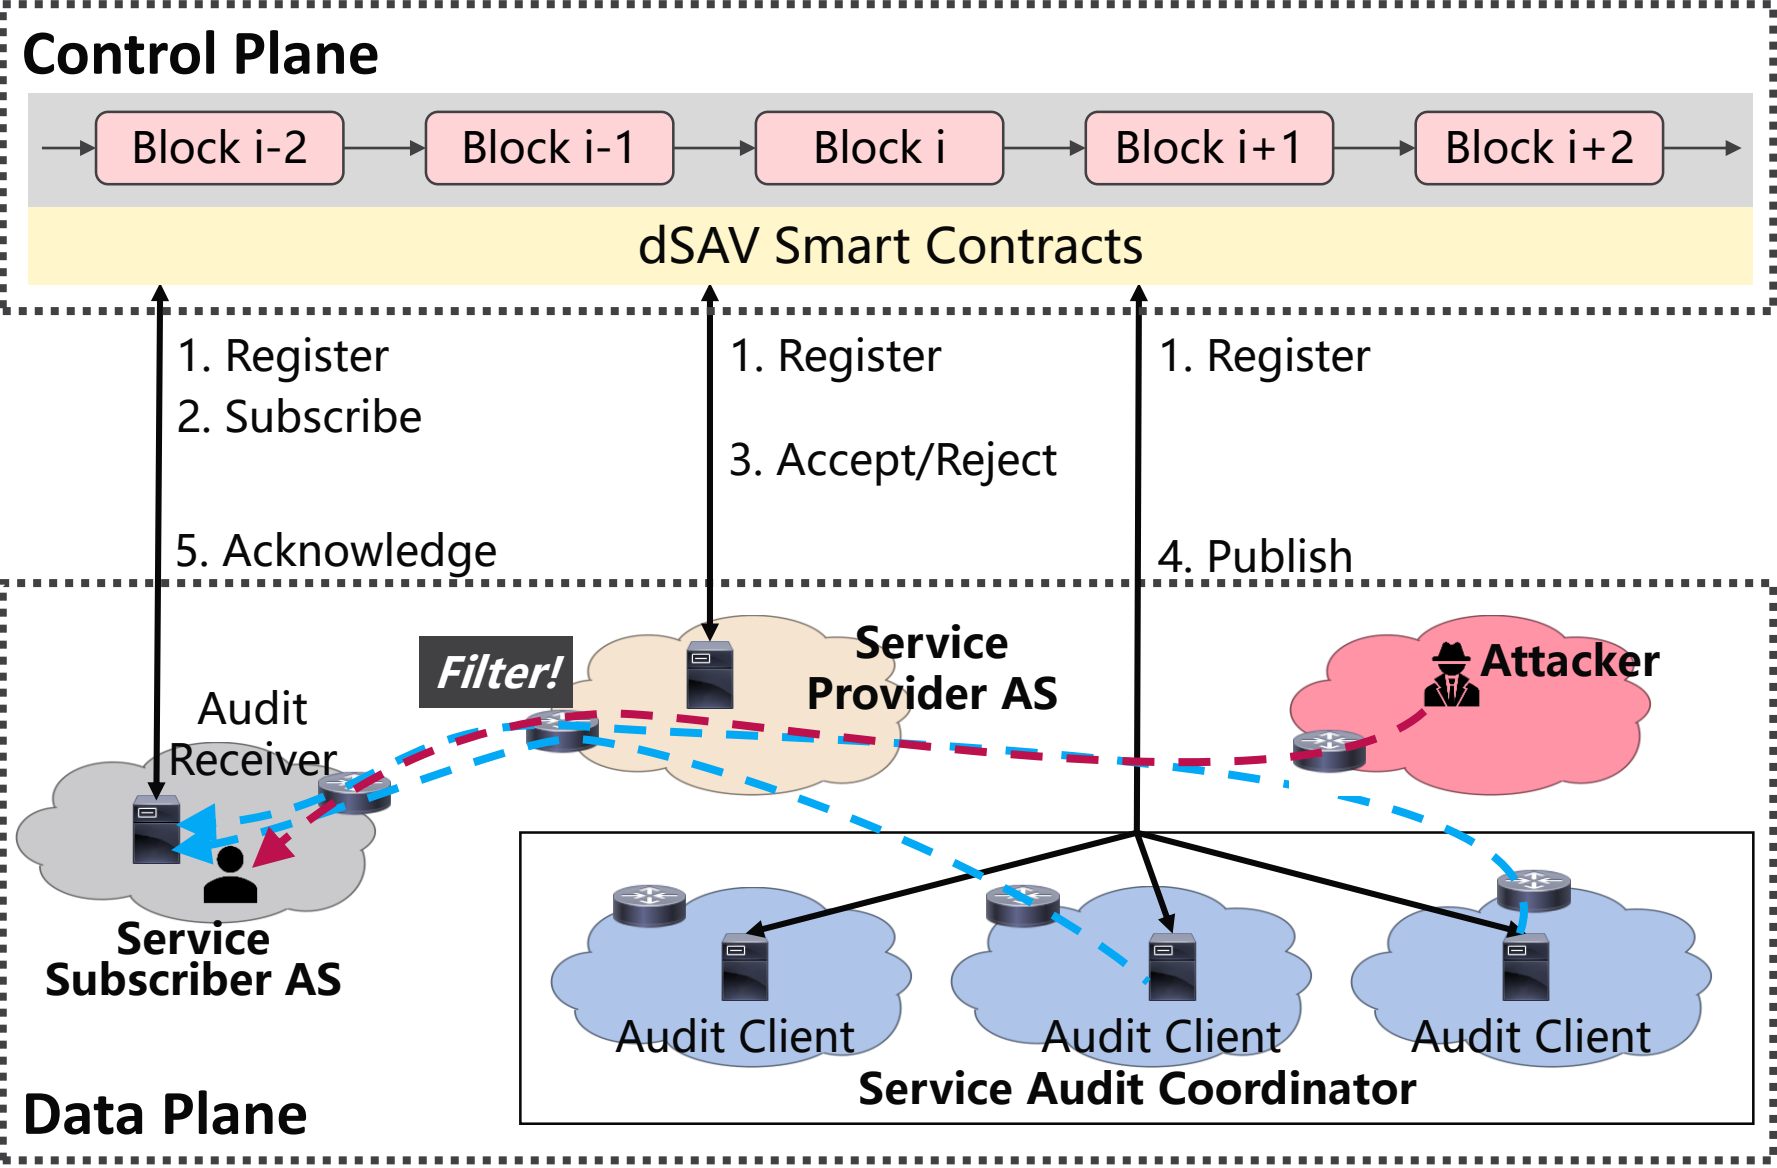 Control Plane
Block i-2
Block i-1
Block i
Block i+1
Block i+2
dSAV Smart Contracts
1. Register
2. Subscribe
5. Acknowledge
1. Register
3. Accept/Reject
1. Register
4. Publish
Filter!
Service
Provider AS
Attacker
Audit
Receiver
Service
Subscriber AS
Audit Client
Audit Client
Audit Client
Service Audit Coordinator
Data Plane